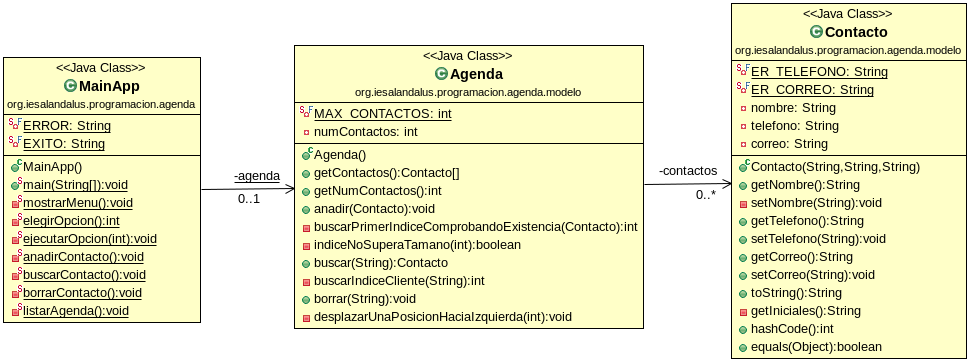 <<Java Class>>
MainApp
org.iesalandalus.programacion.agenda
ERROR: String
EXITO: String
MainApp()
main(String[]):void
mostrarMenu():void
elegirOpcion():int
ejecutarOpcion(int):void
anadirContacto():void
buscarContacto():void
borrarContacto():void
listarAgenda():void
-agenda
0..1
<<Java Class>>
Agenda
org.iesalandalus.programacion.agenda.modelo
MAX_CONTACTOS: int
numContactos: int
Agenda()
getContactos():Contacto[]
getNumContactos():int
anadir(Contacto):void
buscarPrimerIndiceComprobandoExistencia(Contacto):int
indiceNoSuperaTamano(int):boolean
buscar(String):Contacto
buscarIndiceCliente(String):int
borrar(String):void
desplazarUnaPosicionHaciaIzquierda(int):void
-contactos
0..*
<<Java Class>>
Contacto
org.iesalandalus.programacion.agenda.modelo
ER_TELEFONO: String
ER_CORREO: String
nombre: String
telefono: String
correo: String
Contacto(String,String,String)
getNombre():String
setNombre(String):void
getTelefono():String
setTelefono(String):void
getCorreo():String
setCorreo(String):void
toString():String
getIniciales():String
hashCode():int
equals(Object):boolean